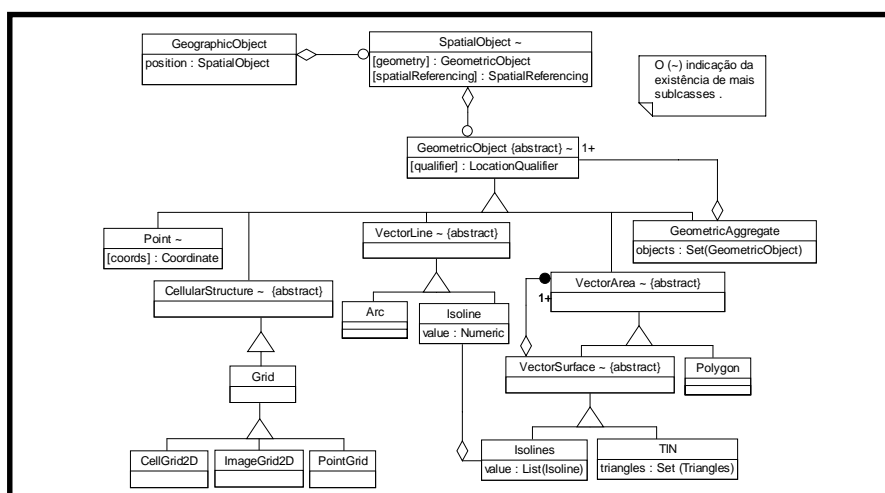 GeographicObject
position : SpatialObject
SpatialObject ~
[geometry] : GeometricObject
[spatialReferencing] : SpatialReferencing
O (~) indicação da
existência de mais
sublcasses .
GeometricObject {abstract} ~
1+
[qualifier] : LocationQualifier
Point ~
[coords] : Coordinate
VectorLine ~ {abstract}
GeometricAggregate
objects : Set(GeometricObject)
CellularStructure ~ {abstract}
VectorArea ~ {abstract}
1+
Arc
Isoline
value : Numeric
Grid
VectorSurface ~ {abstract}
Polygon
CellGrid2D
ImageGrid2D
PointGrid
Isolines
value : List(Isoline)
TIN
triangles : Set (Triangles)